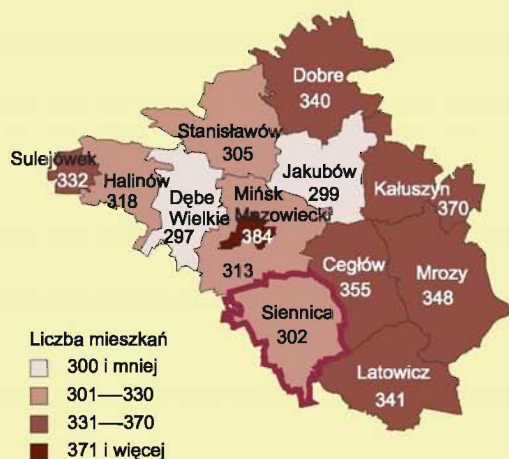 Dobre
340
Stanisławów
305
Sulejówek
332
Halinów
318
Dębe
Wielkie
297
Mińsk
Mazowiecki
384
313
Jakubów
299
Kałuszyn
370
Cegłów
355
Mrozy
348
Siennica
302
Latowicz
341
Liczba mieszkań
300 i mniej
301—330
331—-370
371 i więcej